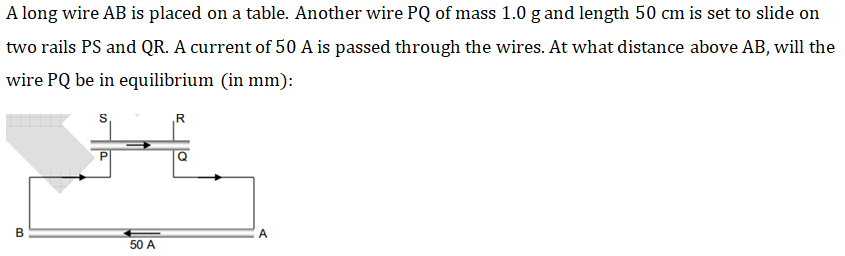 A long wire AB is placed on a table. Another wire PQ of mass 1.0 g and length 50 cm is set to slide on
two rails PS and QR. A current of 50 A is passed through the wires. At what distance above AB, will the
wire PQ be in equilibrium (in mm):
S R
P Q
B A
50 A